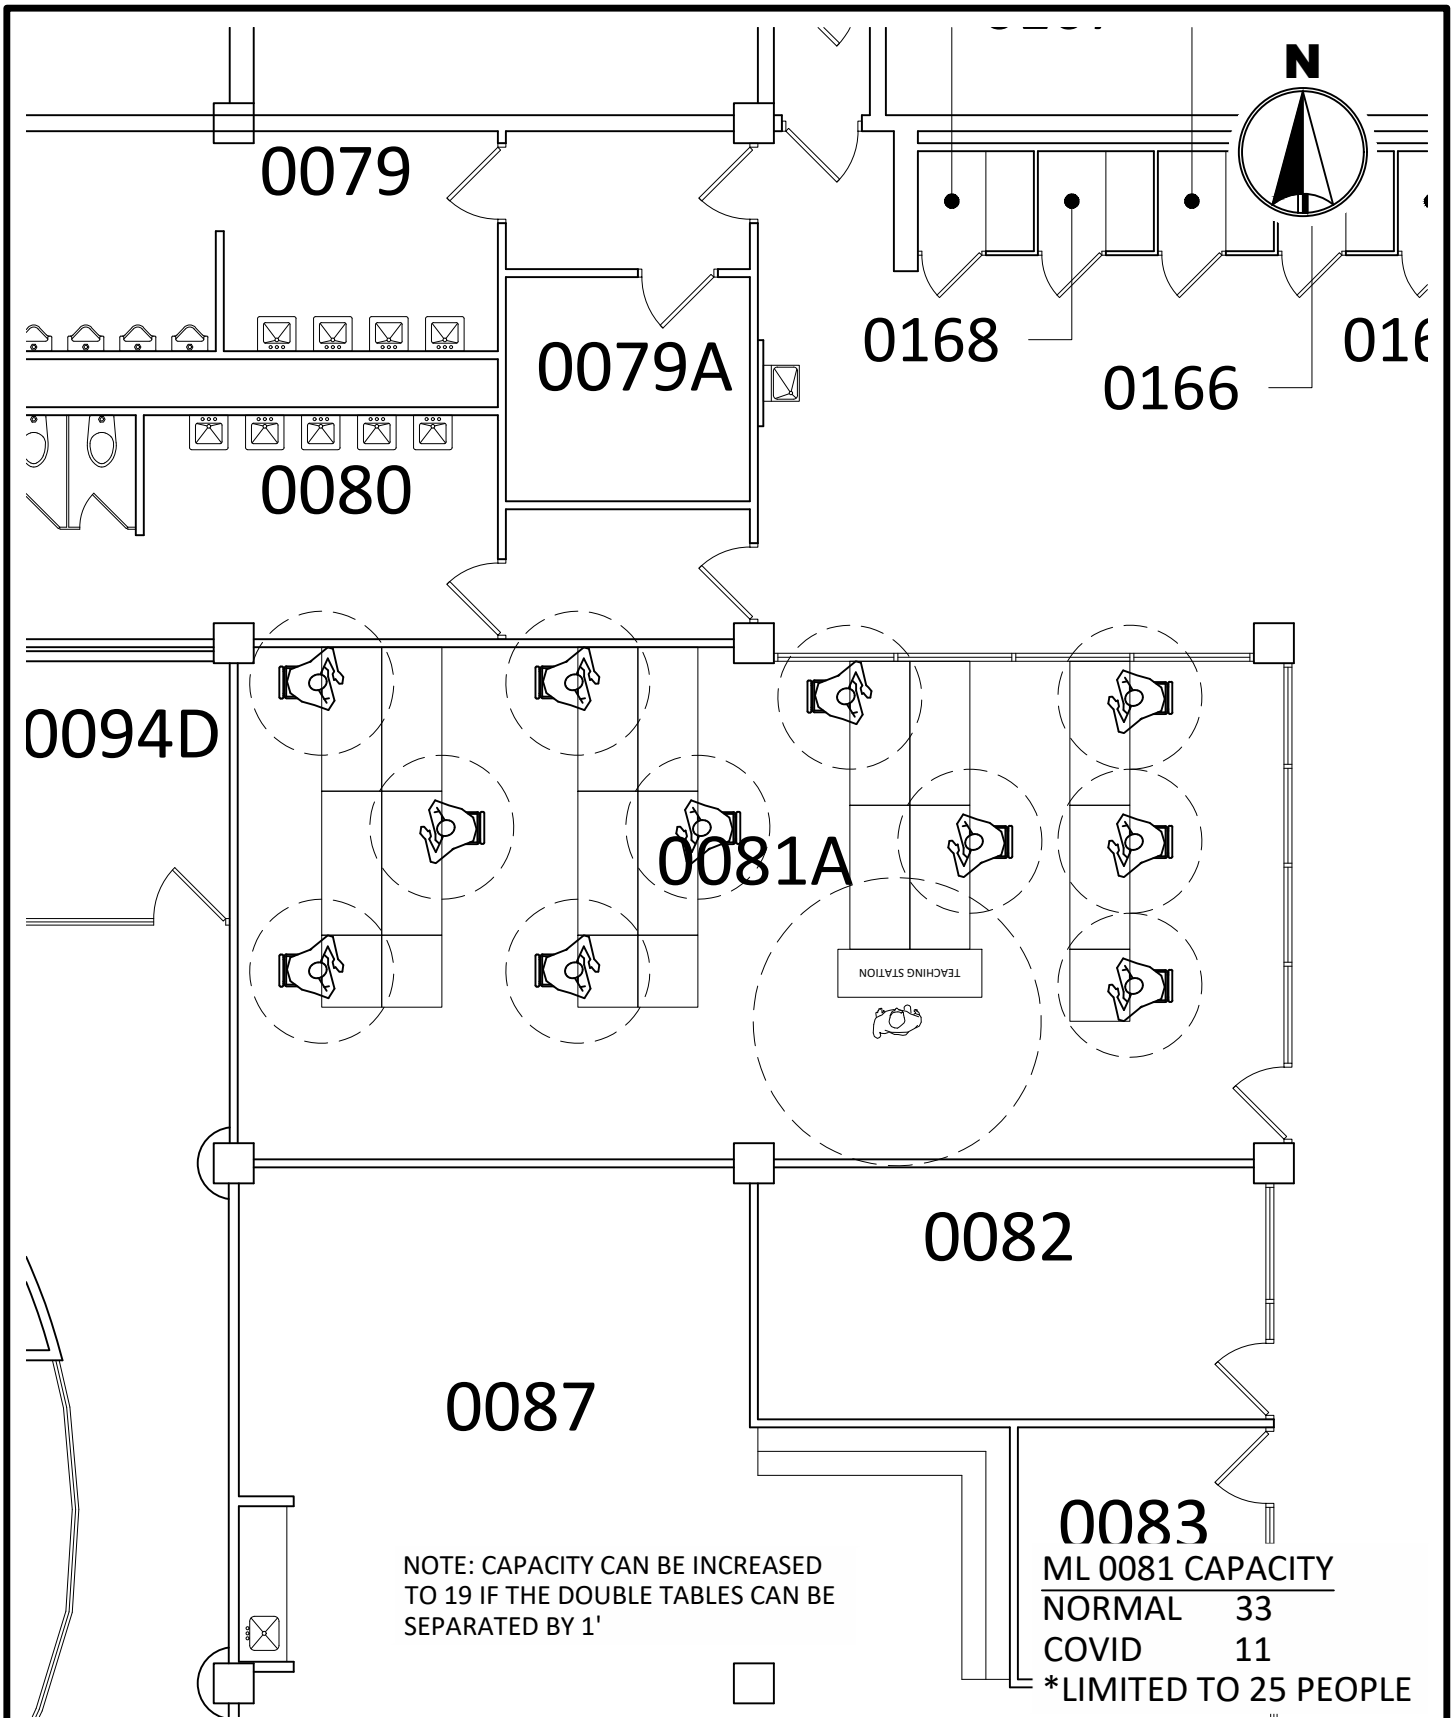 N
0079
0168
016
0079A
0166
0080
0094D
0081A
TEACHING STATION
0082
0087
0083
NOTE: CAPACITY CAN BE INCREASED
TO 19 IF THE DOUBLE TABLES CAN BE
SEPARATED BY 1'
ML 0081 CAPACITY
NORMAL 33
COVID 11
*LIMITED TO 25 PEOPLE